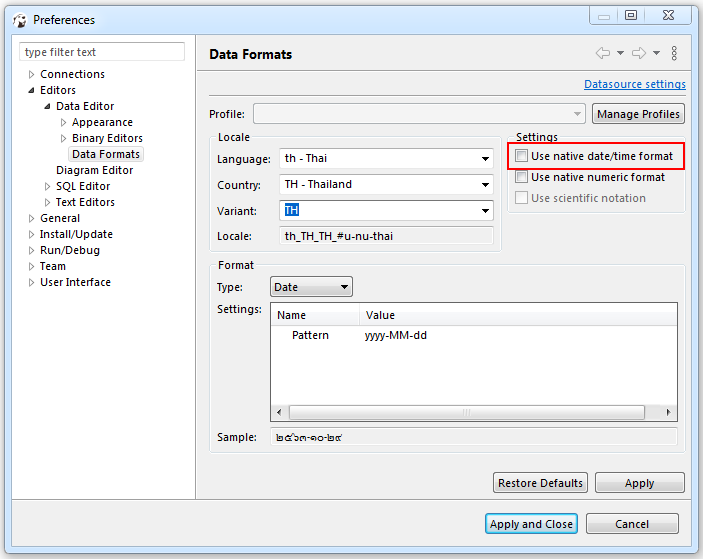 Preferences
type filter text
Connections
Editors
Data Editor
Appearance
Binary Editors
Data Formats
Diagram Editor
SQL Editor
Text Editors
General
Install/Update
Run/Debug
Team
User Interface
Data Formats
Datasource settings
Profile: Manage Profiles
Locale
Language: th - Thai
Country: TH - Thailand
Variant: TH
Locale: th_TH_TH_#u-nu-thai
Settings
Use native date/time format
Use native numeric format
Use scientific notation
Format
Type: Date
Settings:
Name Value
Pattern yyyy-MM-dd
Sample: ๒๕๖๓-๑๐-๒๙
Restore Defaults Apply
Apply and Close Cancel